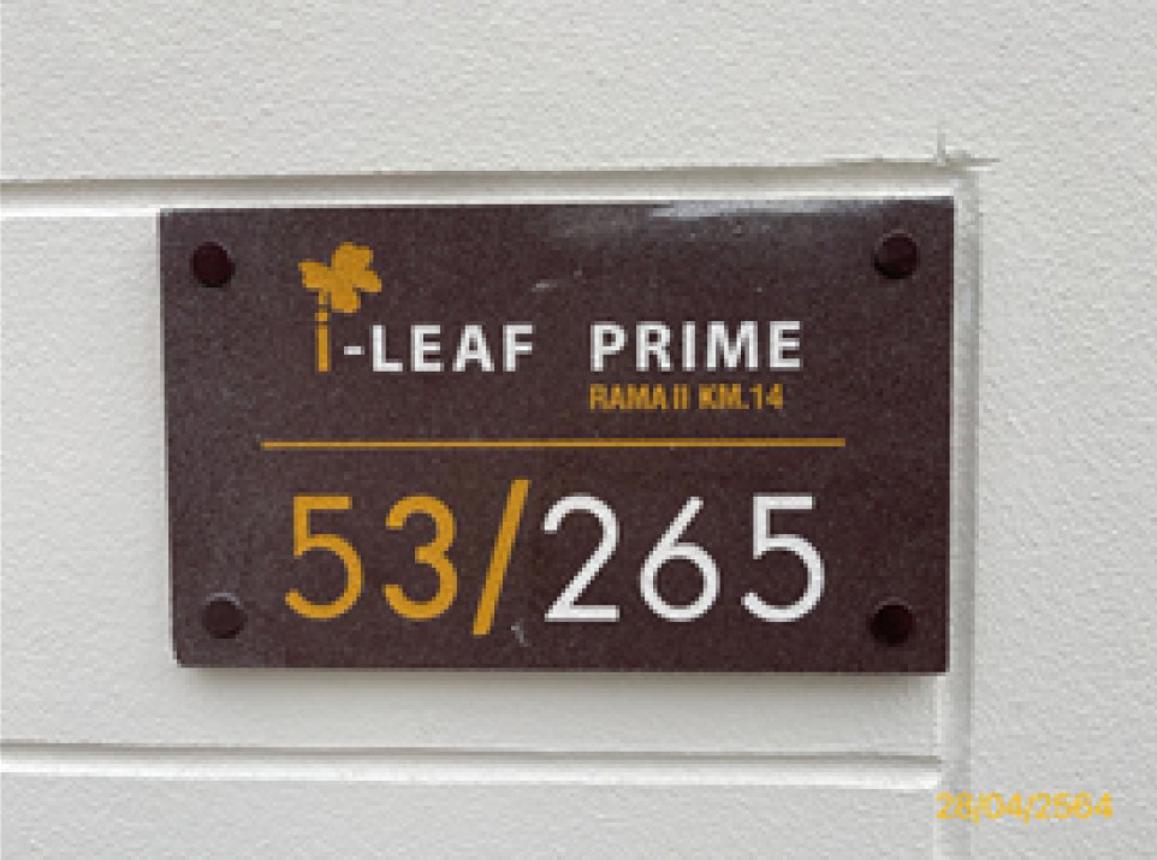 i-LEAF PRIME
RAMA II KM.14
53/265
28/04/2564